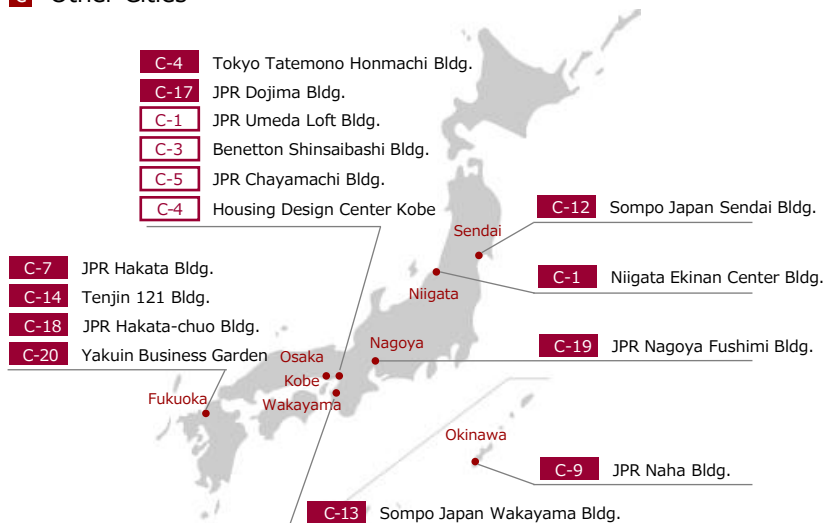 C Other Cities
C-4 Tokyo Tatemono Honmachi Bldg.
C-17 JPR Dojima Bldg.
C-1 JPR Umeda Loft Bldg.
C-3 Benetton Shinsaibashi Bldg.
C-5 JPR Chayamachi Bldg.
C-4 Housing Design Center Kobe
C-12 Sompo Japan Sendai Bldg.
Sendai
C-7 JPR Hakata Bldg.
C-1 Niigata Ekinan Center Bldg.
C-14 Tenjin 121 Bldg.
Niigata
C-18 JPR Hakata-chuo Bldg.
C-20 Yakuin Business Garden
Osaka
Nagoya
C-19 JPR Nagoya Fushimi Bldg.
Kobe
Fukuoka
Wakayama
Okinawa
C-9 JPR Naha Bldg.
C-13 Sompo Japan Wakayama Bldg.